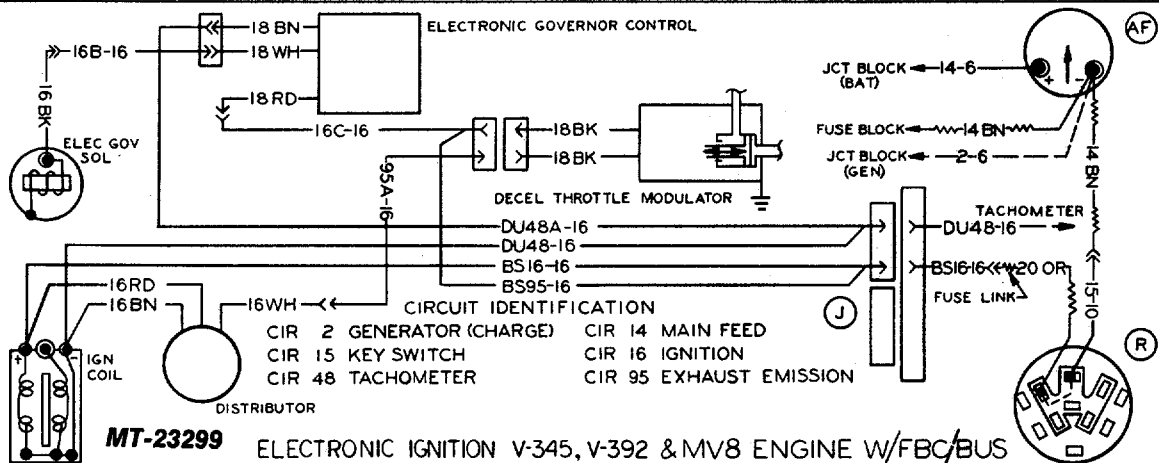 18 BN
ELECTRONIC GOVERNOR CONTROL
16B-16
18 WH
AF
JCT BLOCK
(BAT)
14-6
+
-
16 BK
18 RD
16C-16
18BK
FUSE BLOCK
14 BN
ELEC GOV
SOL
18BK
JCT BLOCK
(GEN)
2-6
14 BN
95A-16
DECEL THROTTLE MODULATOR
DU48A-16
TACHOMETER
DU48-16
DU48-16
BS16-16
BS16-16
20 OR
16RD
BS95-16
FUSE LINK
15-10
16BN
16WH
CIRCUIT IDENTIFICATION
J
CIR 2 GENERATOR (CHARGE)
CIR 14 MAIN FEED
R
+
-
IGN
COIL
CIR 15 KEY SWITCH
CIR 16 IGNITION
CIR 48 TACHOMETER
CIR 95 EXHAUST EMISSION
DISTRIBUTOR
MT-23299
ELECTRONIC IGNITION V-345, V-392 & MV8 ENGINE W/FBC/BUS